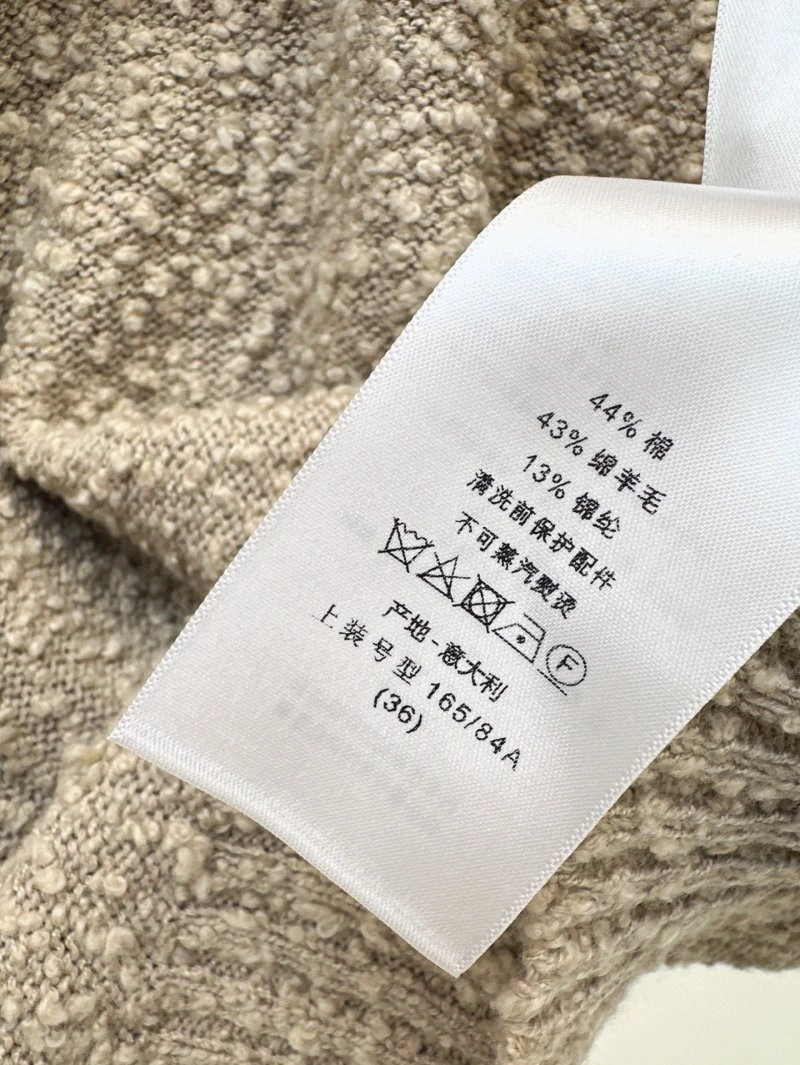 44% 棉
43% 绵羊毛
13% 锦纶
清洗前保护配件
不可蒸汽熨烫
F
产地-意大利
上装号型 165/84A
(36)